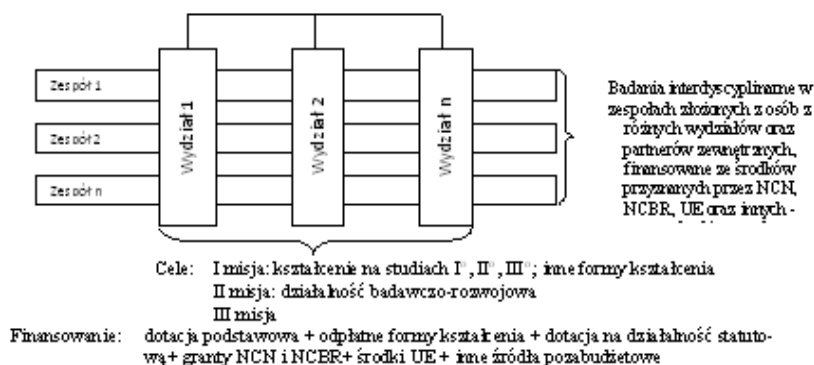 Zespół 1
Zespół 2
Zespół n
Wydział 1
Wydział 2
Wydział n
Badania interdyscyplinarne w
zespołach złożonych z osób z
różnych wydziałów oraz
partnerów zewnętrznych,
finansowane ze środków
przyznanych przez NCN,
NCBR, UE oraz innych -
Cele: I misja: kształcenie na studiach I°, II°, III°; inne formy kształcenia
II misja: działalność badawczo-rozwojowa
III misja
Finansowanie: dotacja podstawowa + odpłatne formy kształcenia + dotacja na działalność statuto-
wą + granty NCN i NCBR+ środki UE + inne źródła pozabudżetowe